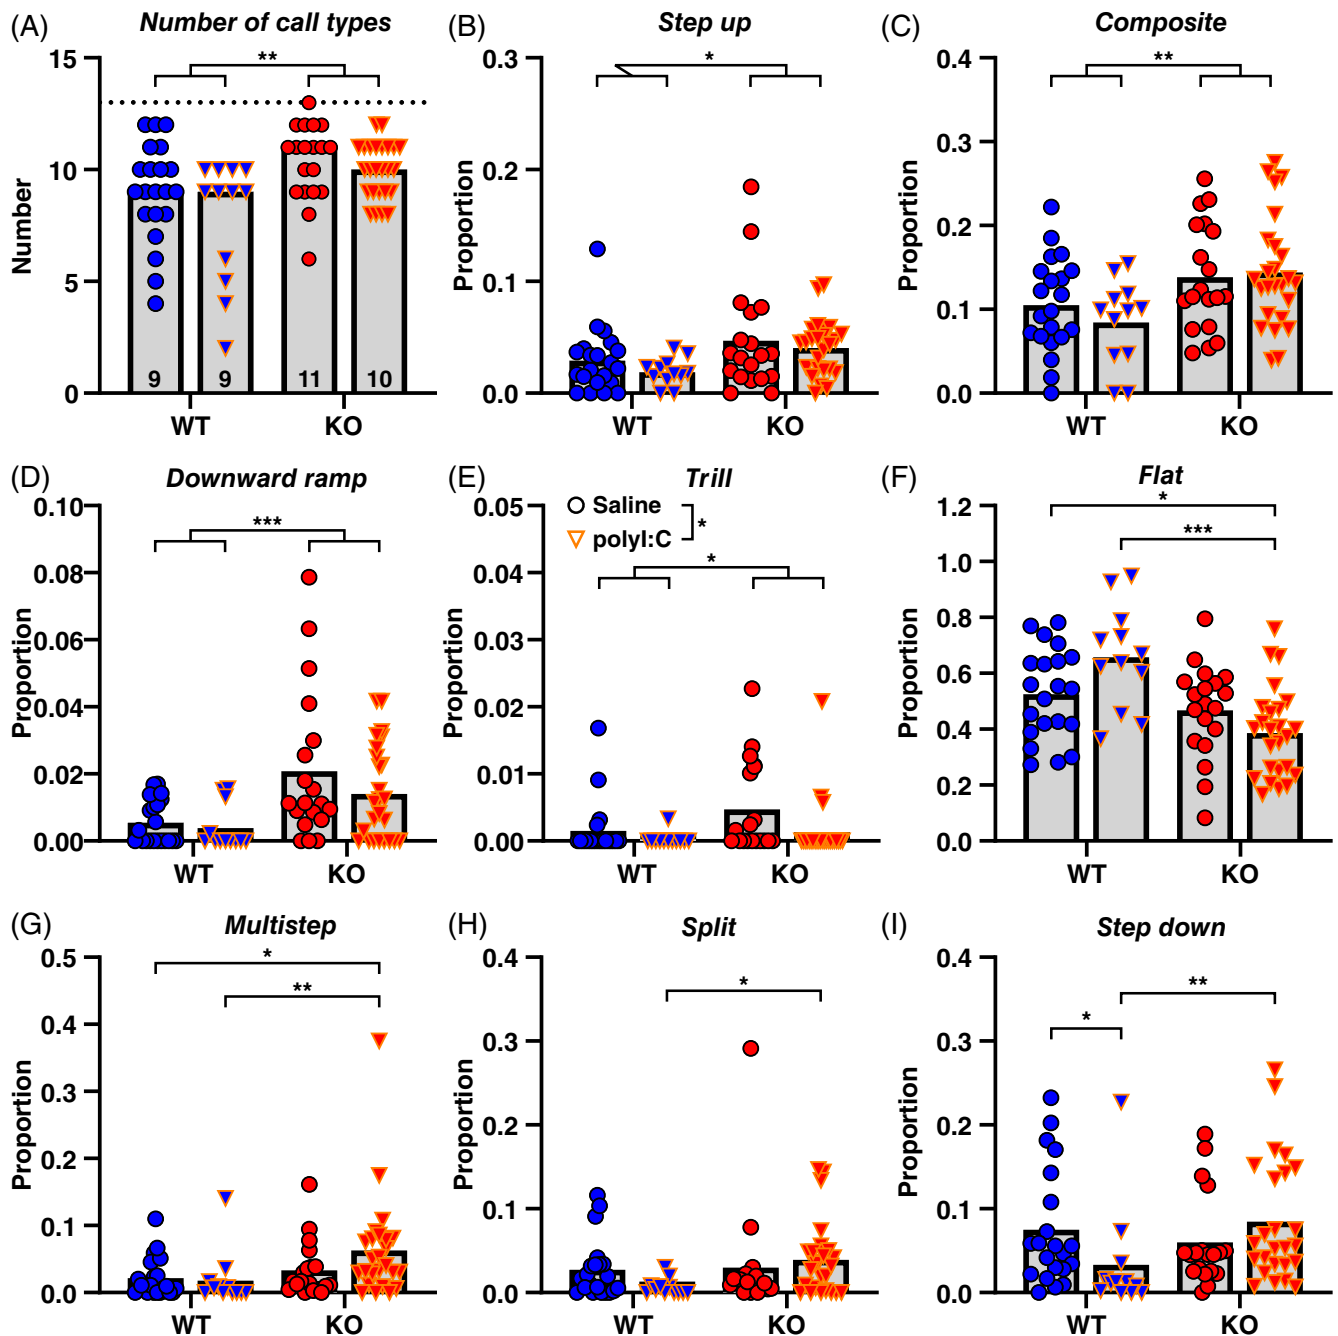 (A) Number of call types
15
10
5
0
Number
**
9 9 11 10
WT KO
(B) Step up
0.3
0.2
0.1
0.0
Proportion
*
WT KO
(C) Composite
0.4
0.3
0.2
0.1
0.0
Proportion
**
WT KO
(D) Downward ramp
0.10
0.08
0.06
0.04
0.02
0.00
Proportion
***
WT KO
(E) Trill
0.05
0.04
0.03
0.02
0.01
0.00
Proportion
Saline
polyI:C
*
*
WT KO
(F) Flat
1.2
1.0
0.8
0.6
0.4
0.2
0.0
Proportion
*
***
WT KO
(G) Multistep
0.5
0.4
0.3
0.2
0.1
0.0
Proportion
*
**
WT KO
(H) Split
0.4
0.3
0.2
0.1
0.0
Proportion
*
WT KO
(I) Step down
0.4
0.3
0.2
0.1
0.0
Proportion
**
*
WT KO